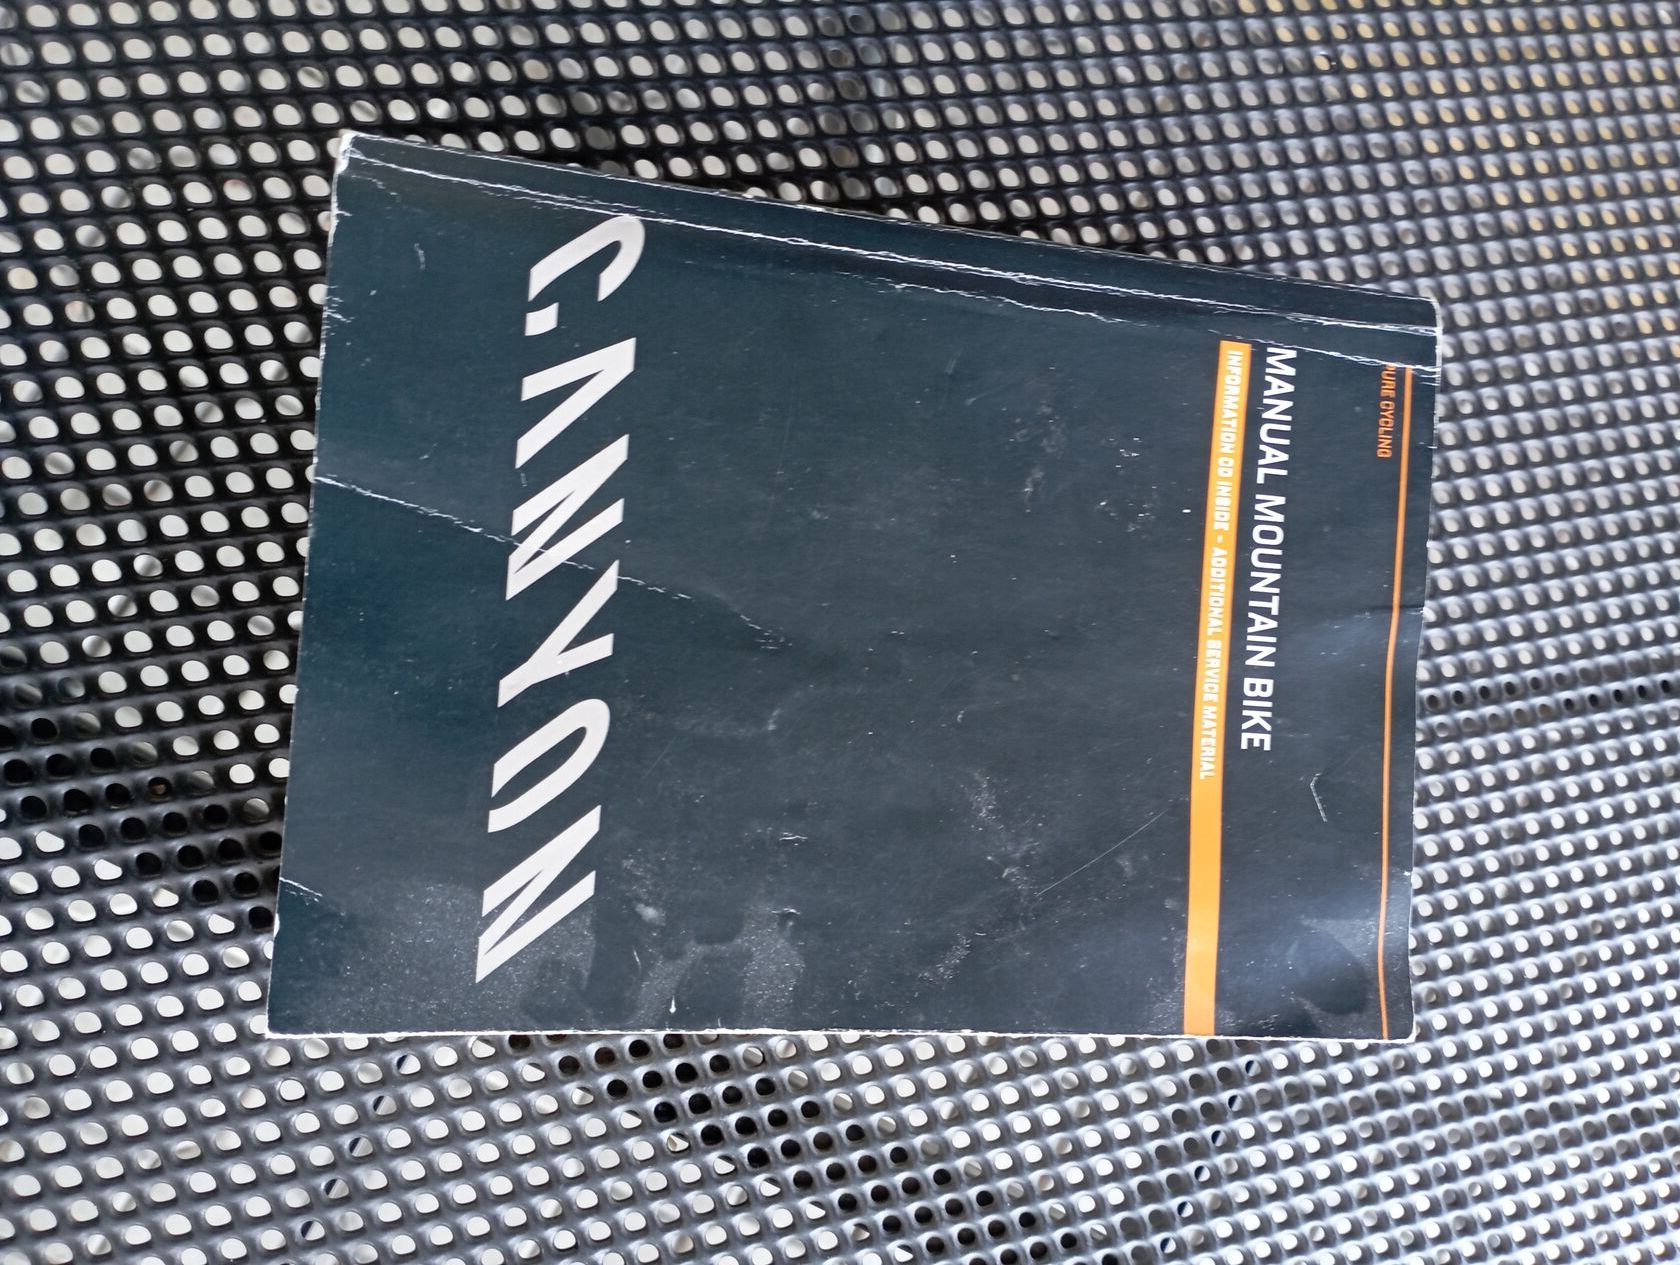 PURE CYCLING
MANUAL MOUNTAIN BIKE
INFORMATION CD INSIDE - ADDITIONAL SERVICE MATERIAL
CANYON